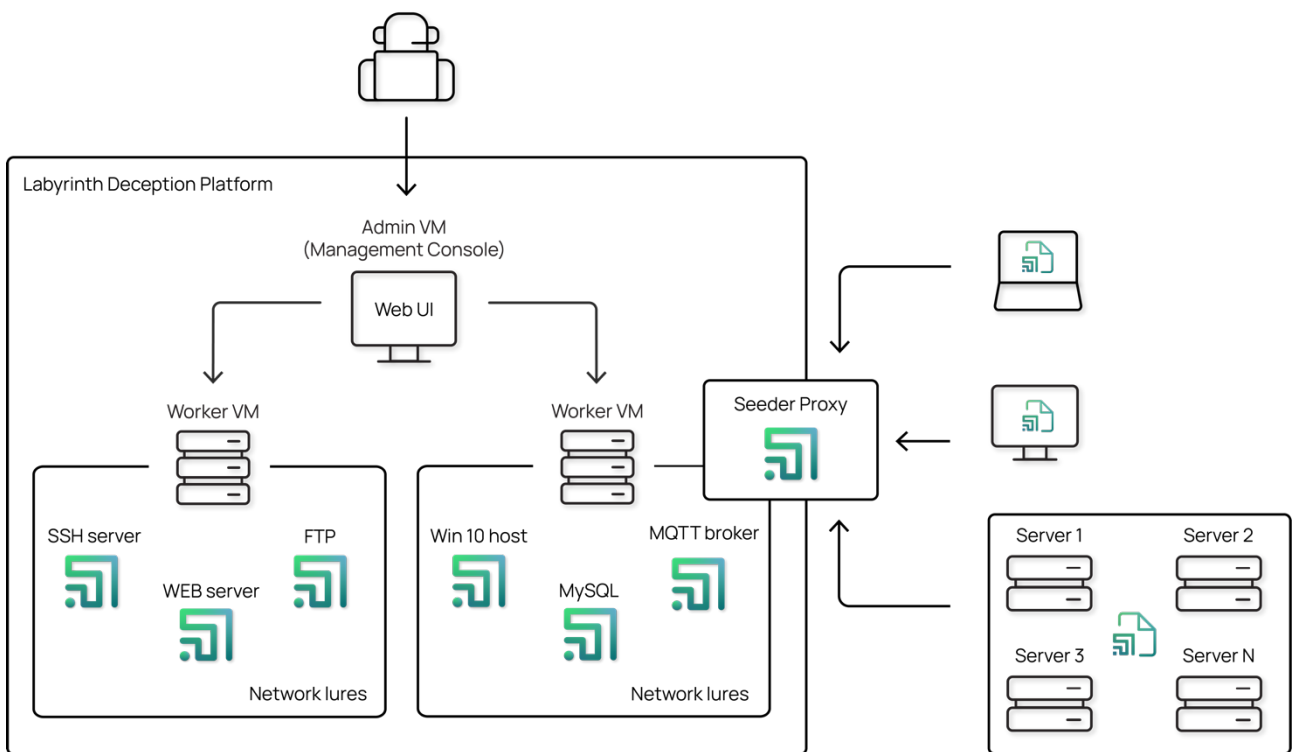 Labyrinth Deception Platform
Admin VM
(Management Console)
Web UI
Worker VM
Worker VM
Seeder Proxy
SSH server
FTP
WEB server
Network lures
Win 10 host
MQTT broker
MySQL
Network lures
Server 1
Server 2
Server 3
Server N